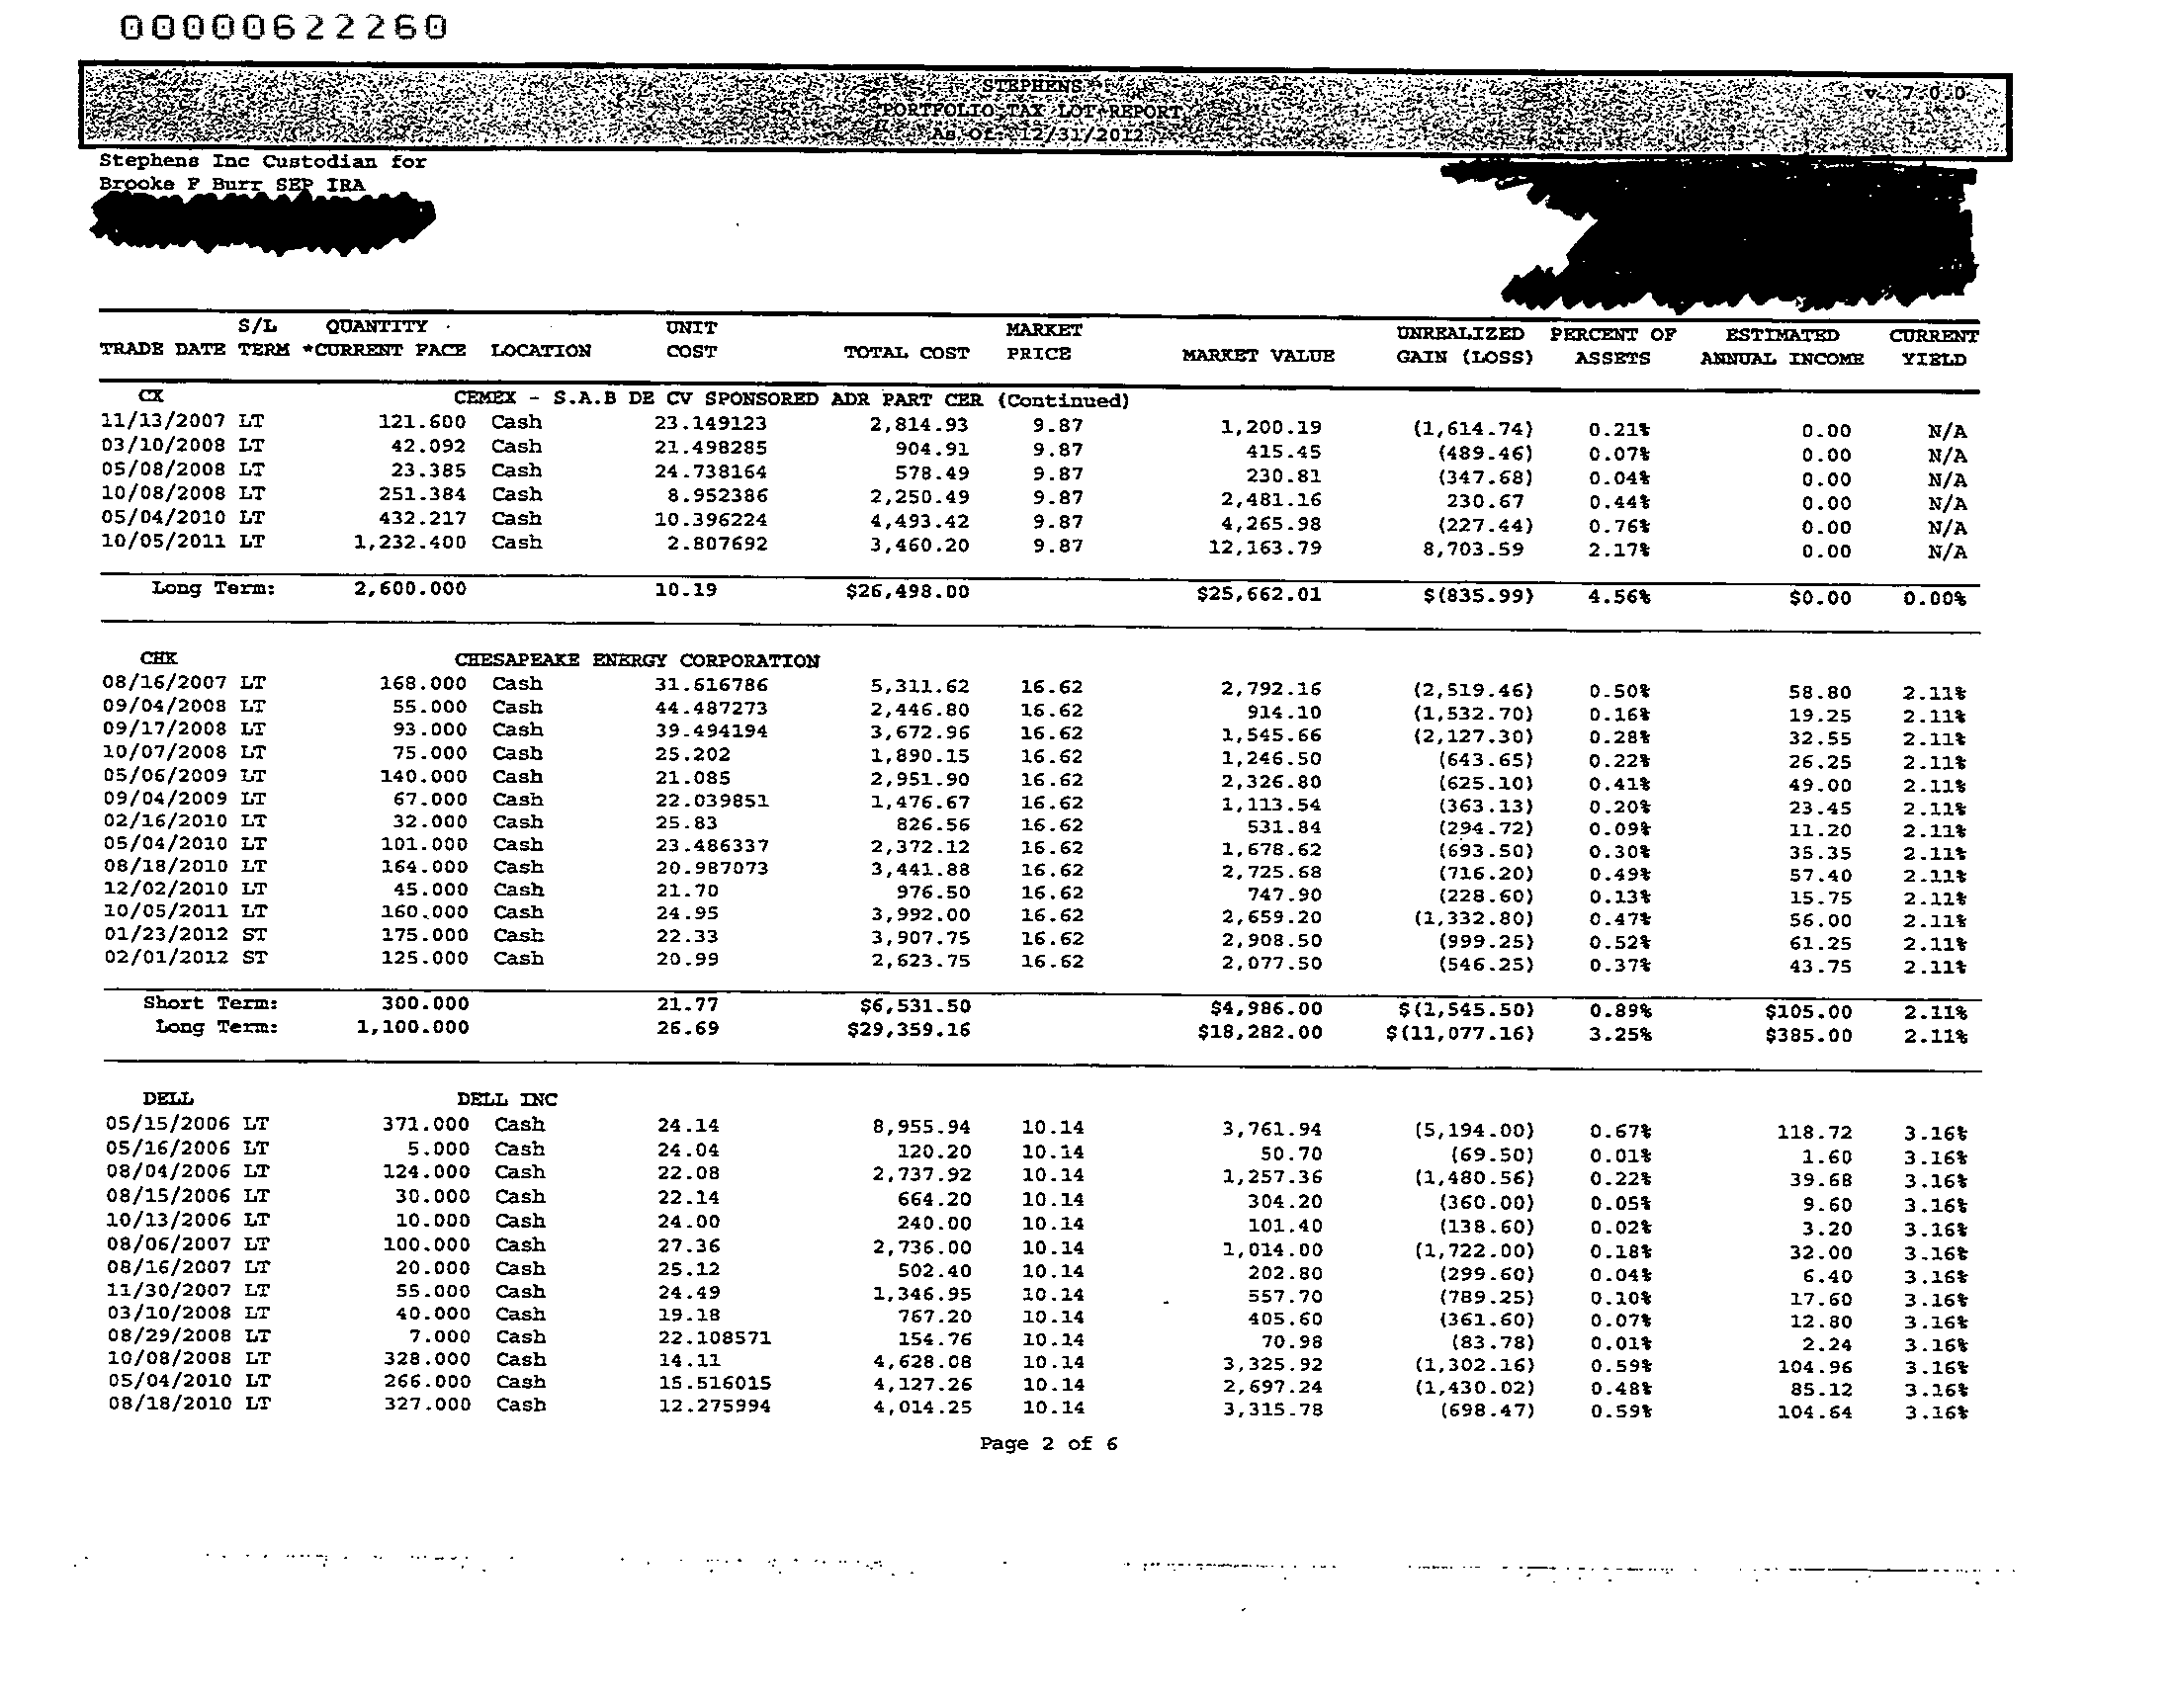 00000622260
STEPHENS
PORTFOLIO TAX LOT REPORT
As Of: 12/31/2012
v. 7.0.0
Stephens Inc Custodian for
Brooke F Burr SEP IRA
S/L QUANTITY UNIT MARKET UNREALIZED PERCENT OF ESTIMATED CURRENT
TRADE DATE TERM *CURRENT FACE LOCATION COST TOTAL COST PRICE MARKET VALUE GAIN (LOSS) ASSETS ANNUAL INCOME YIELD
CX CEMEX - S.A.B DE CV SPONSORED ADR PART CER (Continued)
11/13/2007 LT 121.600 Cash 23.149123 2,814.93 9.87 1,200.19 (1,614.74) 0.21% 0.00 N/A
03/10/2008 LT 42.092 Cash 21.498285 904.91 9.87 415.45 (489.46) 0.07% 0.00 N/A
05/08/2008 LT 23.385 Cash 24.738164 578.49 9.87 230.81 (347.68) 0.04% 0.00 N/A
10/08/2008 LT 251.384 Cash 8.952386 2,250.49 9.87 2,481.16 230.67 0.44% 0.00 N/A
05/04/2010 LT 432.217 Cash 10.396224 4,493.42 9.87 4,265.98 (227.44) 0.76% 0.00 N/A
10/05/2011 LT 1,232.400 Cash 2.807692 3,460.20 9.87 12,163.79 8,703.59 2.17% 0.00 N/A
Long Term: 2,600.000 10.19 $26,498.00 $25,662.01 $(835.99) 4.56% $0.00 0.00%
CHK CHESAPEAKE ENERGY CORPORATION
08/16/2007 LT 168.000 Cash 31.616786 5,311.62 16.62 2,792.16 (2,519.46) 0.50% 58.80 2.11%
09/04/2008 LT 55.000 Cash 44.487273 2,446.80 16.62 914.10 (1,532.70) 0.16% 19.25 2.11%
09/17/2008 LT 93.000 Cash 39.494194 3,672.96 16.62 1,545.66 (2,127.30) 0.28% 32.55 2.11%
10/07/2008 LT 75.000 Cash 25.202 1,890.15 16.62 1,246.50 (643.65) 0.22% 26.25 2.11%
05/06/2009 LT 140.000 Cash 21.085 2,951.90 16.62 2,326.80 (625.10) 0.41% 49.00 2.11%
09/04/2009 LT 67.000 Cash 22.039851 1,476.67 16.62 1,113.54 (363.13) 0.20% 23.45 2.11%
02/16/2010 LT 32.000 Cash 25.83 826.56 16.62 531.84 (294.72) 0.09% 11.20 2.11%
05/04/2010 LT 101.000 Cash 23.486337 2,372.12 16.62 1,678.62 (693.50) 0.30% 35.35 2.11%
08/18/2010 LT 164.000 Cash 20.987073 3,441.88 16.62 2,725.68 (716.20) 0.49% 57.40 2.11%
12/02/2010 LT 45.000 Cash 21.70 976.50 16.62 747.90 (228.60) 0.13% 15.75 2.11%
10/05/2011 LT 160.000 Cash 24.95 3,992.00 16.62 2,659.20 (1,332.80) 0.47% 56.00 2.11%
01/23/2012 ST 175.000 Cash 22.33 3,907.75 16.62 2,908.50 (999.25) 0.52% 61.25 2.11%
02/01/2012 ST 125.000 Cash 20.99 2,623.75 16.62 2,077.50 (546.25) 0.37% 43.75 2.11%
Short Term: 300.000 21.77 $6,531.50 $4,986.00 $(1,545.50) 0.89% $105.00 2.11%
Long Term: 1,100.000 26.69 $29,359.16 $18,282.00 $(11,077.16) 3.25% $385.00 2.11%
DELL DELL INC
05/15/2006 LT 371.000 Cash 24.14 8,955.94 10.14 3,761.94 (5,194.00) 0.67% 118.72 3.16%
05/16/2006 LT 5.000 Cash 24.04 120.20 10.14 50.70 (69.50) 0.01% 1.60 3.16%
08/04/2006 LT 124.000 Cash 22.08 2,737.92 10.14 1,257.36 (1,480.56) 0.22% 39.68 3.16%
08/15/2006 LT 30.000 Cash 22.14 664.20 10.14 304.20 (360.00) 0.05% 9.60 3.16%
10/13/2006 LT 10.000 Cash 24.00 240.00 10.14 101.40 (138.60) 0.02% 3.20 3.16%
08/06/2007 LT 100.000 Cash 27.36 2,736.00 10.14 1,014.00 (1,722.00) 0.18% 32.00 3.16%
08/16/2007 LT 20.000 Cash 25.12 502.40 10.14 202.80 (299.60) 0.04% 6.40 3.16%
11/30/2007 LT 55.000 Cash 24.49 1,346.95 10.14 557.70 (789.25) 0.10% 17.60 3.16%
03/10/2008 LT 40.000 Cash 19.18 767.20 10.14 405.60 (361.60) 0.07% 12.80 3.16%
08/29/2008 LT 7.000 Cash 22.108571 154.76 10.14 70.98 (83.78) 0.01% 2.24 3.16%
10/08/2008 LT 328.000 Cash 14.11 4,628.08 10.14 3,325.92 (1,302.16) 0.59% 104.96 3.16%
05/04/2010 LT 266.000 Cash 15.516015 4,127.26 10.14 2,697.24 (1,430.02) 0.48% 85.12 3.16%
08/18/2010 LT 327.000 Cash 12.275994 4,014.25 10.14 3,315.78 (698.47) 0.59% 104.64 3.16%
Page 2 of 6